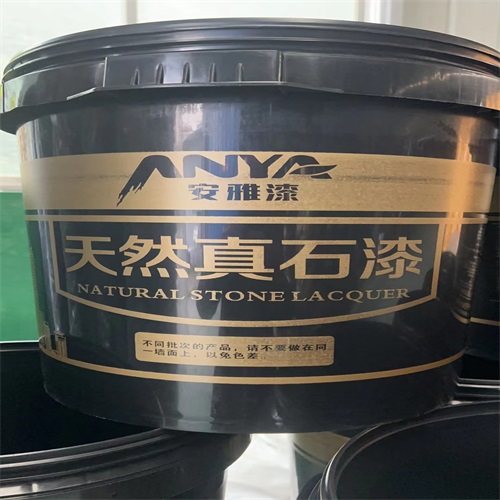 ANYA
安雅漆
天然真石漆
NATURAL STONE LACQUER
不同批次的产品，请不要做在同
一墙面上，以免色差。